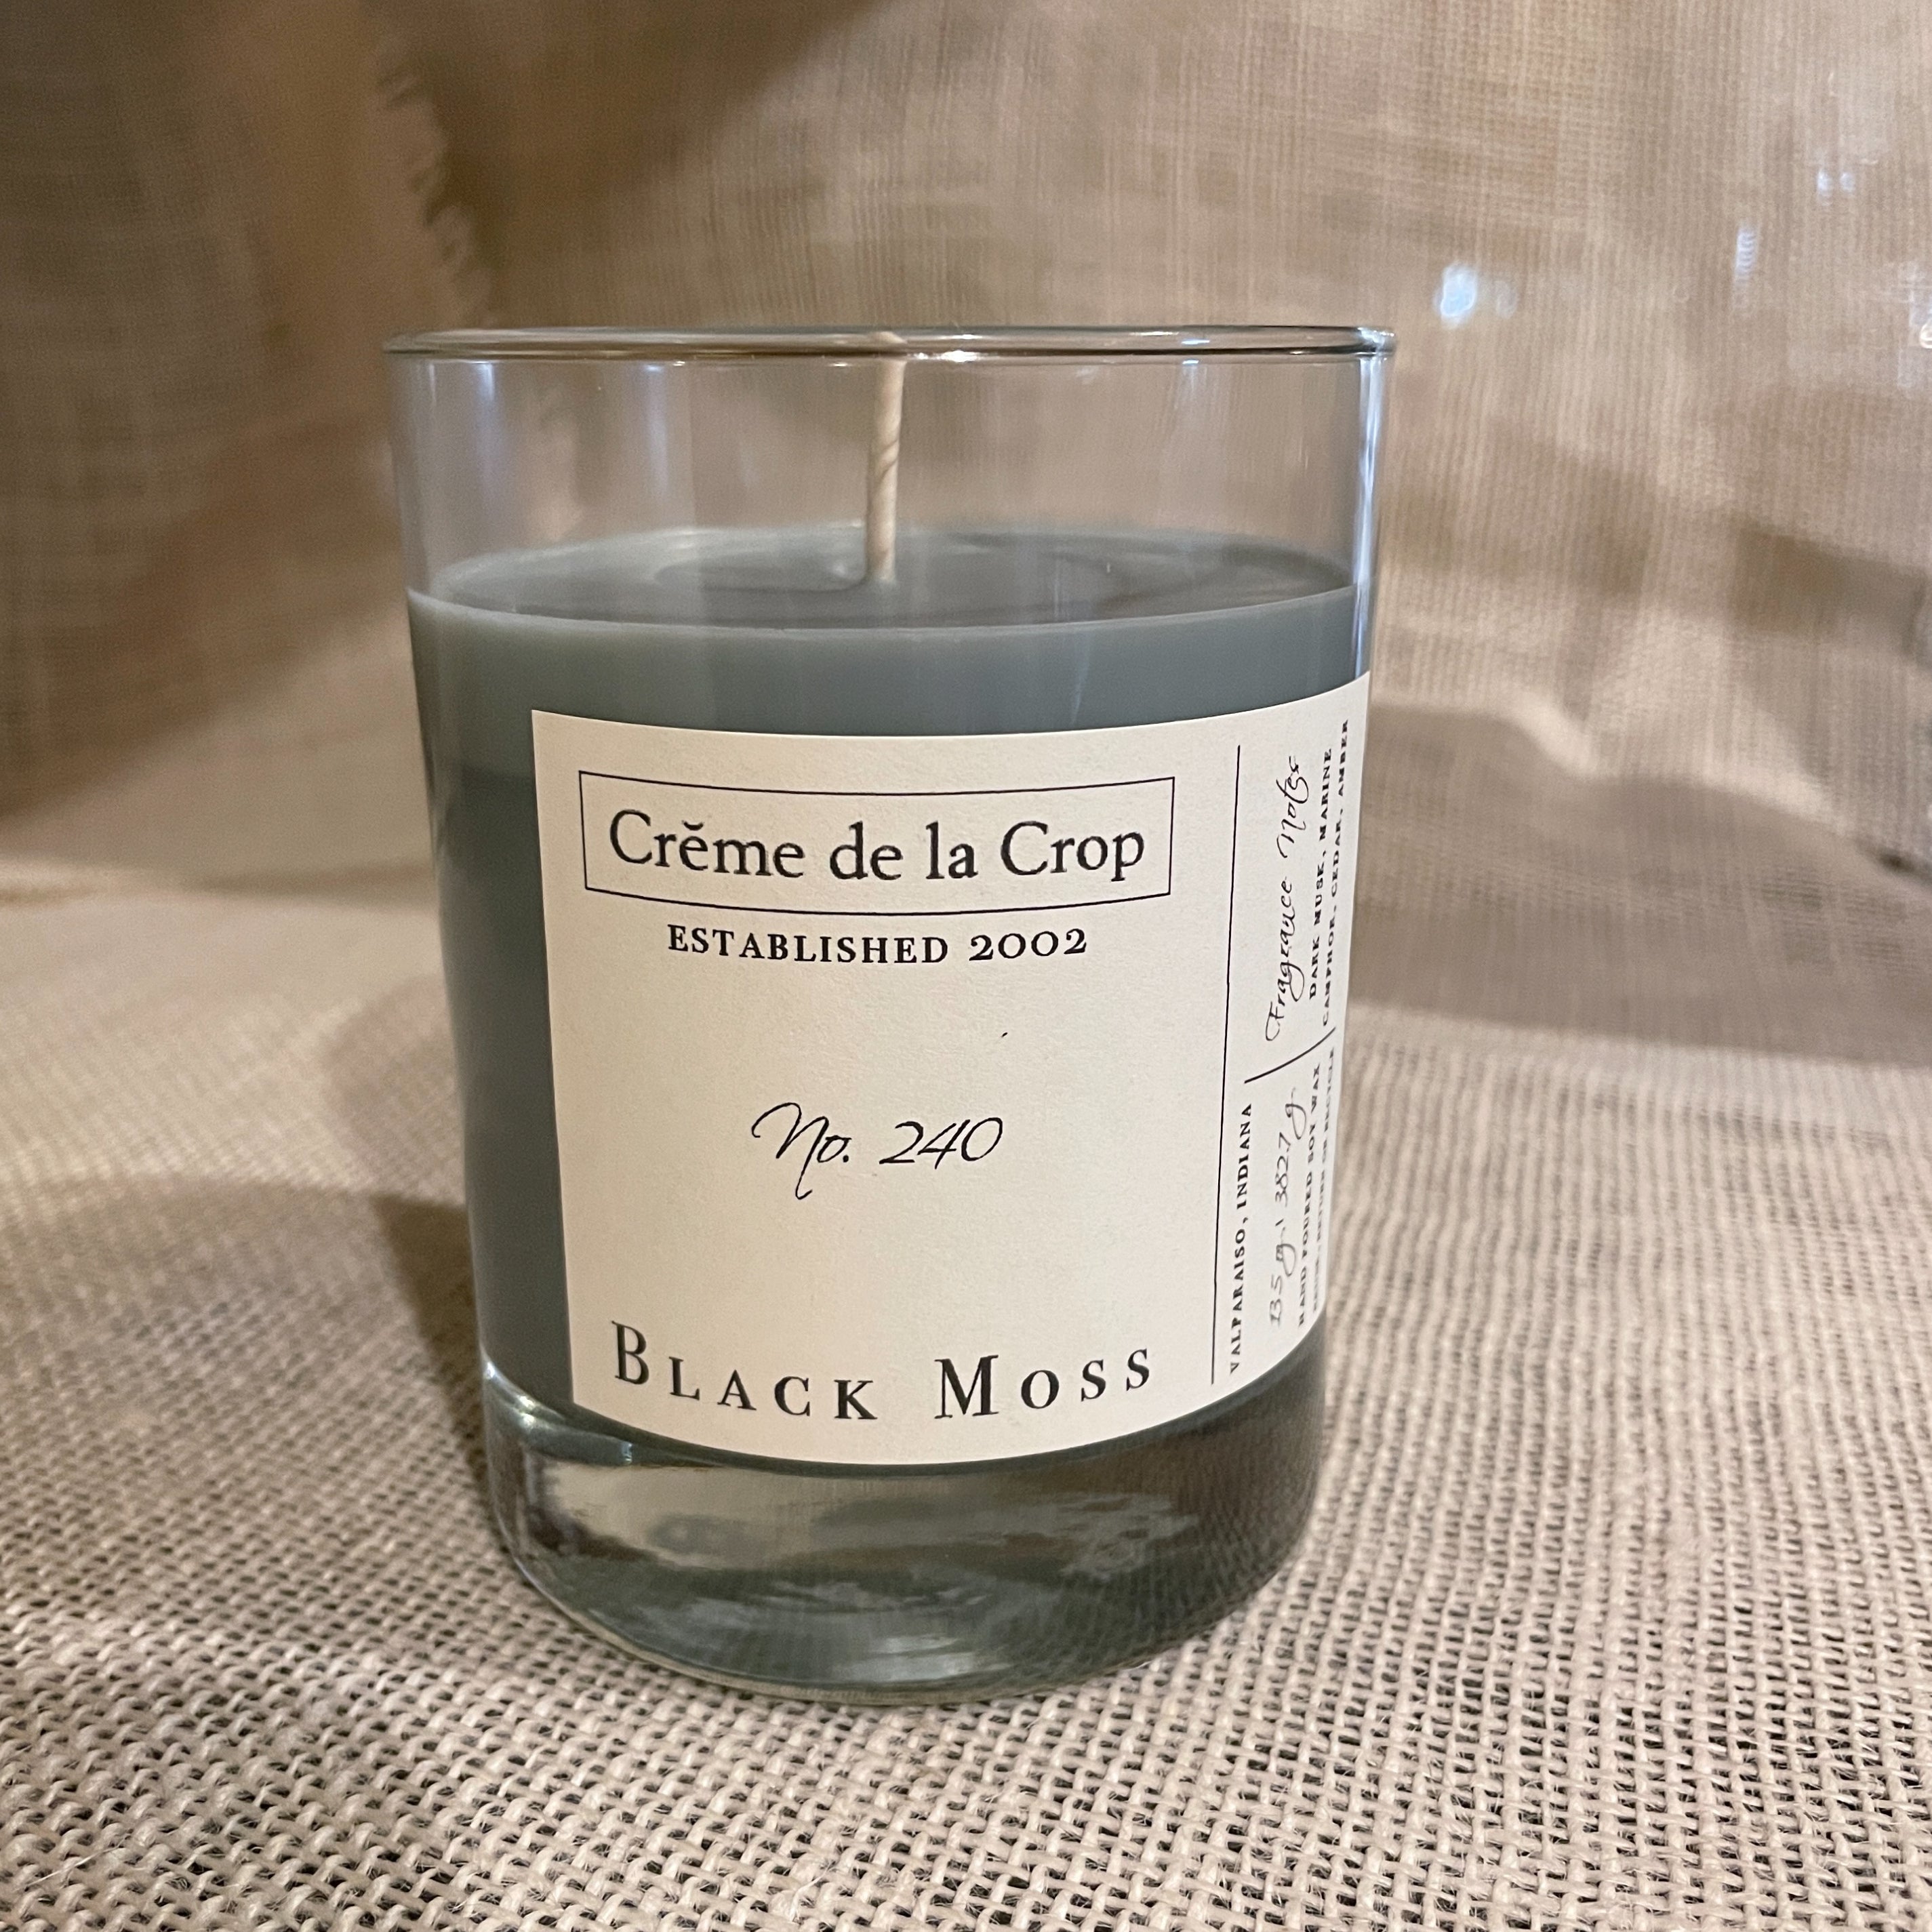 Crĕme de la Crop
ESTABLISHED 2002
No. 240
BLACK MOSS
VALPARAISO, INDIANA
13.5 oz. | 382.7 g.
HAND POURED SOY WAX
Fragrance Notes
DARK MUSK, MARINE
CAMPHOR, CEDAR, AMBER